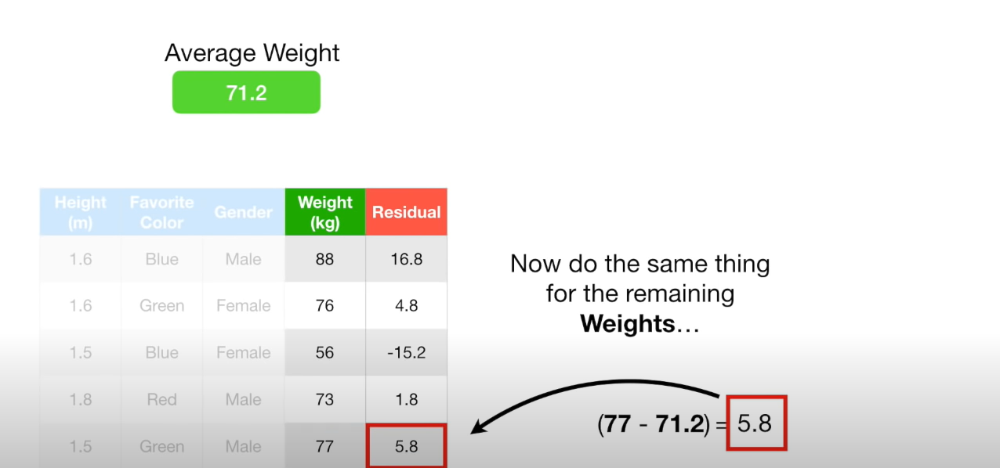 Average Weight
71.2
Height (m) Favorite Color Gender Weight (kg) Residual
1.6 Blue Male 88 16.8
1.6 Green Female 76 4.8
1.5 Blue Female 56 -15.2
1.8 Red Male 73 1.8
1.5 Green Male 77 5.8
Now do the same thing
for the remaining
Weights…
(77 - 71.2) = 5.8